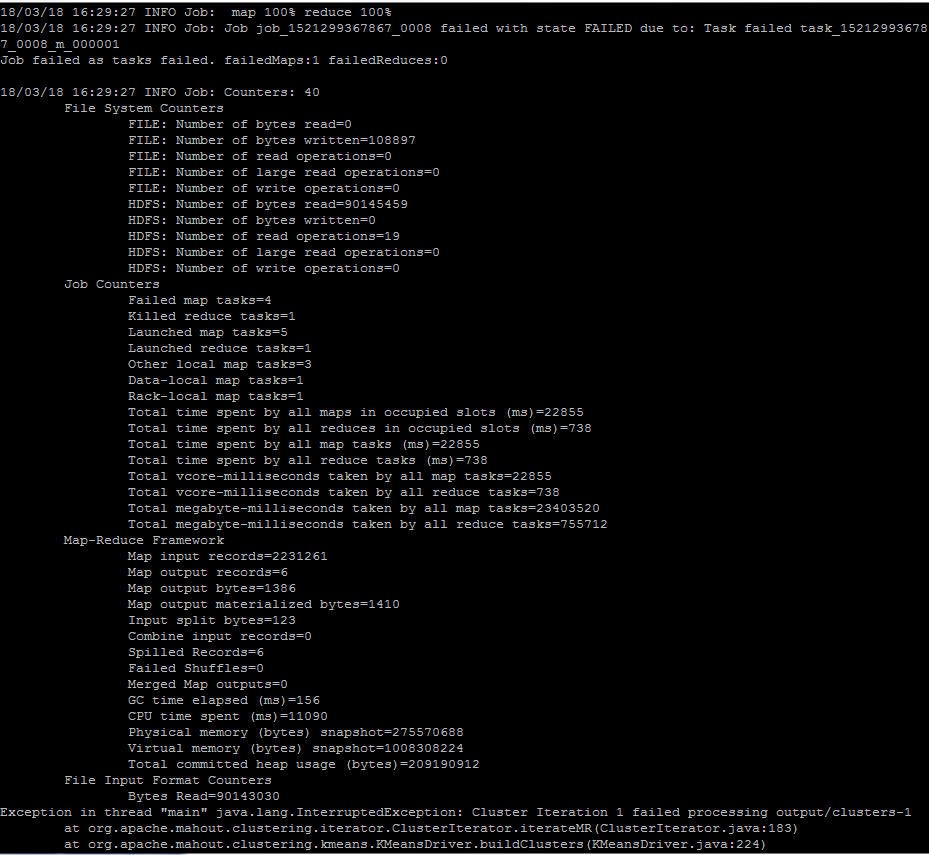 18/03/18 16:29:27 INFO Job:  map 100% reduce 100%
18/03/18 16:29:27 INFO Job: Job job_1521299367867_0008 failed with state FAILED due to: Task failed task_15212993678
7_0008_m_000001
Job failed as tasks failed. failedMaps:1 failedReduces:0
18/03/18 16:29:27 INFO Job: Counters: 40
File System Counters
FILE: Number of bytes read=0
FILE: Number of bytes written=108897
FILE: Number of read operations=0
FILE: Number of large read operations=0
FILE: Number of write operations=0
HDFS: Number of bytes read=90145459
HDFS: Number of bytes written=0
HDFS: Number of read operations=19
HDFS: Number of large read operations=0
HDFS: Number of write operations=0
Job Counters
Failed map tasks=4
Killed reduce tasks=1
Launched map tasks=5
Launched reduce tasks=1
Other local map tasks=3
Data-local map tasks=1
Rack-local map tasks=1
Total time spent by all maps in occupied slots (ms)=22855
Total time spent by all reduces in occupied slots (ms)=738
Total time spent by all map tasks (ms)=22855
Total time spent by all reduce tasks (ms)=738
Total vcore-milliseconds taken by all map tasks=22855
Total vcore-milliseconds taken by all reduce tasks=738
Total megabyte-milliseconds taken by all map tasks=23403520
Total megabyte-milliseconds taken by all reduce tasks=755712
Map-Reduce Framework
Map input records=2231261
Map output records=6
Map output bytes=1386
Map output materialized bytes=1410
Input split bytes=123
Combine input records=0
Spilled Records=6
Failed Shuffles=0
Merged Map outputs=0
GC time elapsed (ms)=156
CPU time spent (ms)=11090
Physical memory (bytes) snapshot=275570688
Virtual memory (bytes) snapshot=1008308224
Total committed heap usage (bytes)=209190912
File Input Format Counters
Bytes Read=90143030
Exception in thread "main" java.lang.InterruptedException: Cluster Iteration 1 failed processing output/clusters-1
at org.apache.mahout.clustering.iterator.ClusterIterator.iterateMR(ClusterIterator.java:183)
at org.apache.mahout.clustering.kmeans.KMeansDriver.buildClusters(KMeansDriver.java:224)